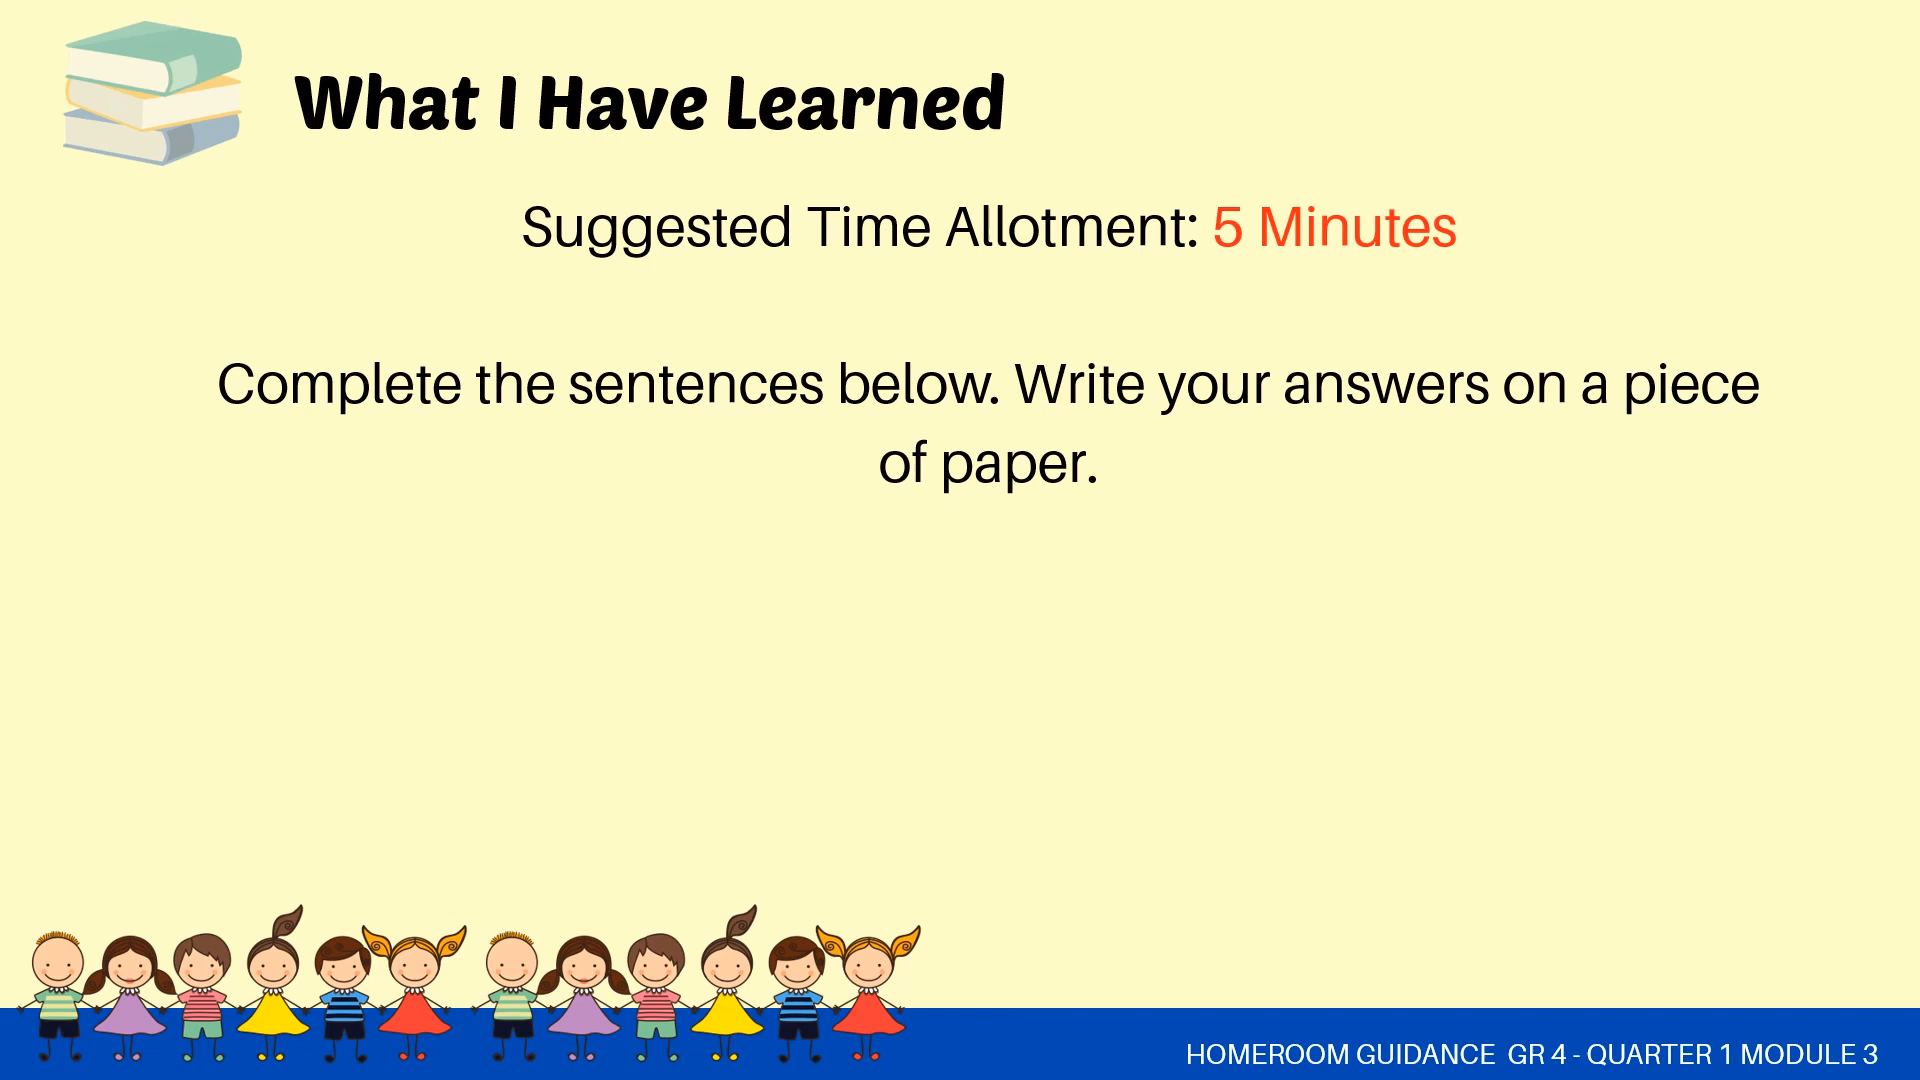 What I Have Learned
Suggested Time Allotment: 5 Minutes
Complete the sentences below. Write your answers on a piece
of paper.
HOMEROOM GUIDANCE  GR 4 - QUARTER 1 MODULE 3